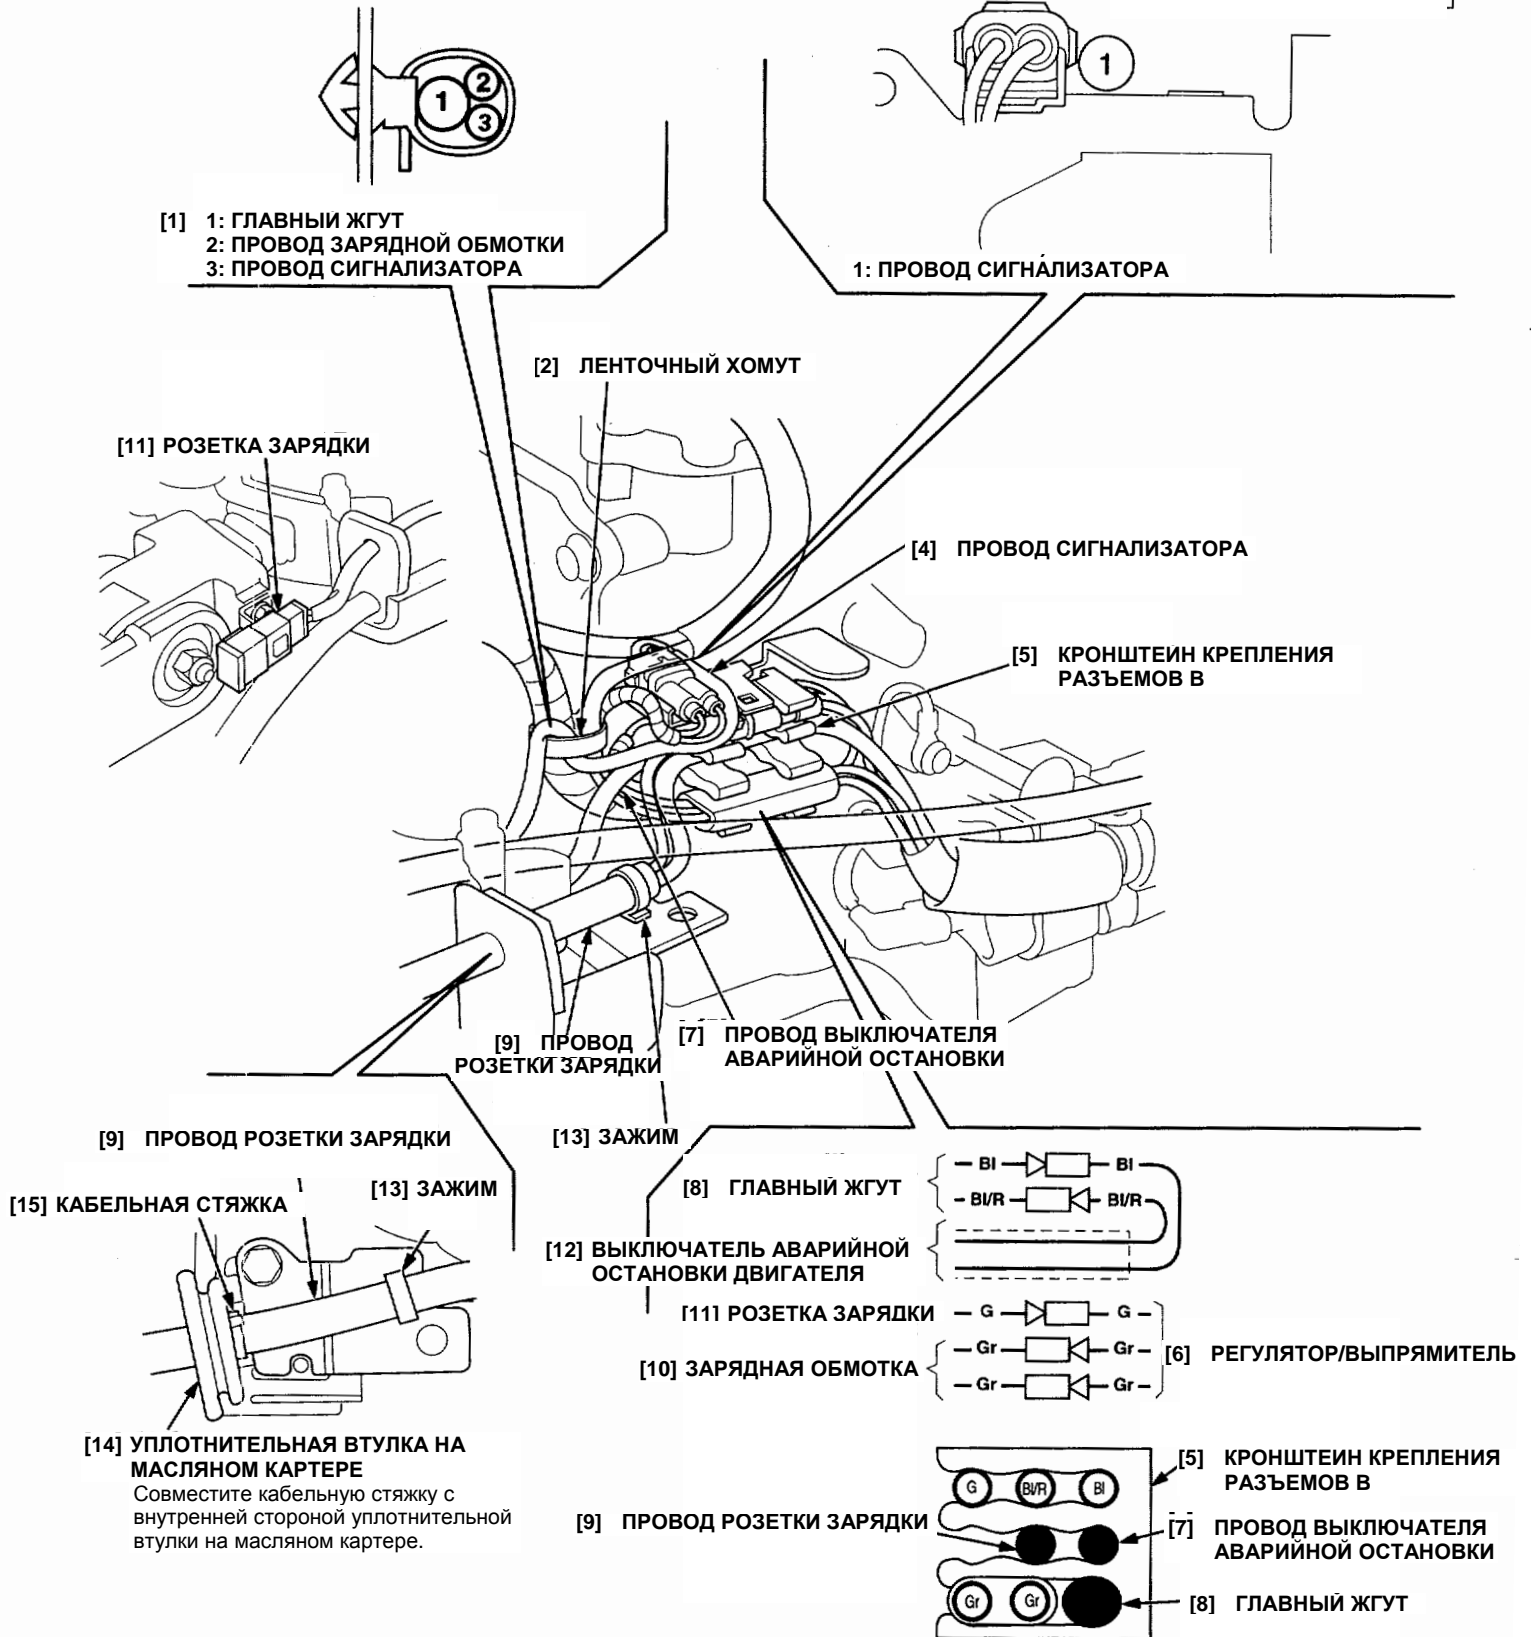 1
2
3
1
[1] 1: ГЛАВНЫЙ ЖГУТ
2: ПРОВОД ЗАРЯДНОЙ ОБМОТКИ
3: ПРОВОД СИГНАЛИЗАТОРА
1: ПРОВОД СИГНАЛИЗАТОРА
[2] ЛЕНТОЧНЫЙ ХОМУТ
[11] РОЗЕТКА ЗАРЯДКИ
[4] ПРОВОД СИГНАЛИЗАТОРА
[5] КРОНШТЕЙН КРЕПЛЕНИЯ
РАЗЪЕМОВ В
[9] ПРОВОД
РОЗЕТКИ ЗАРЯДКИ
[7] ПРОВОД ВЫКЛЮЧАТЕЛЯ
АВАРИЙНОЙ ОСТАНОВКИ
[9] ПРОВОД РОЗЕТКИ ЗАРЯДКИ
[13] ЗАЖИМ
[15] КАБЕЛЬНАЯ СТЯЖКА
[13] ЗАЖИМ
[8] ГЛАВНЫЙ ЖГУТ
Bl Bl
Bl/R Bl/R
[12] ВЫКЛЮЧАТЕЛЬ АВАРИЙНОЙ
ОСТАНОВКИ ДВИГАТЕЛЯ
[11] РОЗЕТКА ЗАРЯДКИ
G G
Gr Gr
[10] ЗАРЯДНАЯ ОБМОТКА
Gr Gr
[6] РЕГУЛЯТОР/ВЫПРЯМИТЕЛЬ
[14] УПЛОТНИТЕЛЬНАЯ ВТУЛКА НА
МАСЛЯНОМ КАРТЕРЕ
Совместите кабельную стяжку с
внутренней стороной уплотнительной
втулки на масляном картере.
[5] КРОНШТЕЙН КРЕПЛЕНИЯ
РАЗЪЕМОВ В
G Bl/R Bl
[9] ПРОВОД РОЗЕТКИ ЗАРЯДКИ
[7] ПРОВОД ВЫКЛЮЧАТЕЛЯ
АВАРИЙНОЙ ОСТАНОВКИ
Gr Gr
[8] ГЛАВНЫЙ ЖГУТ